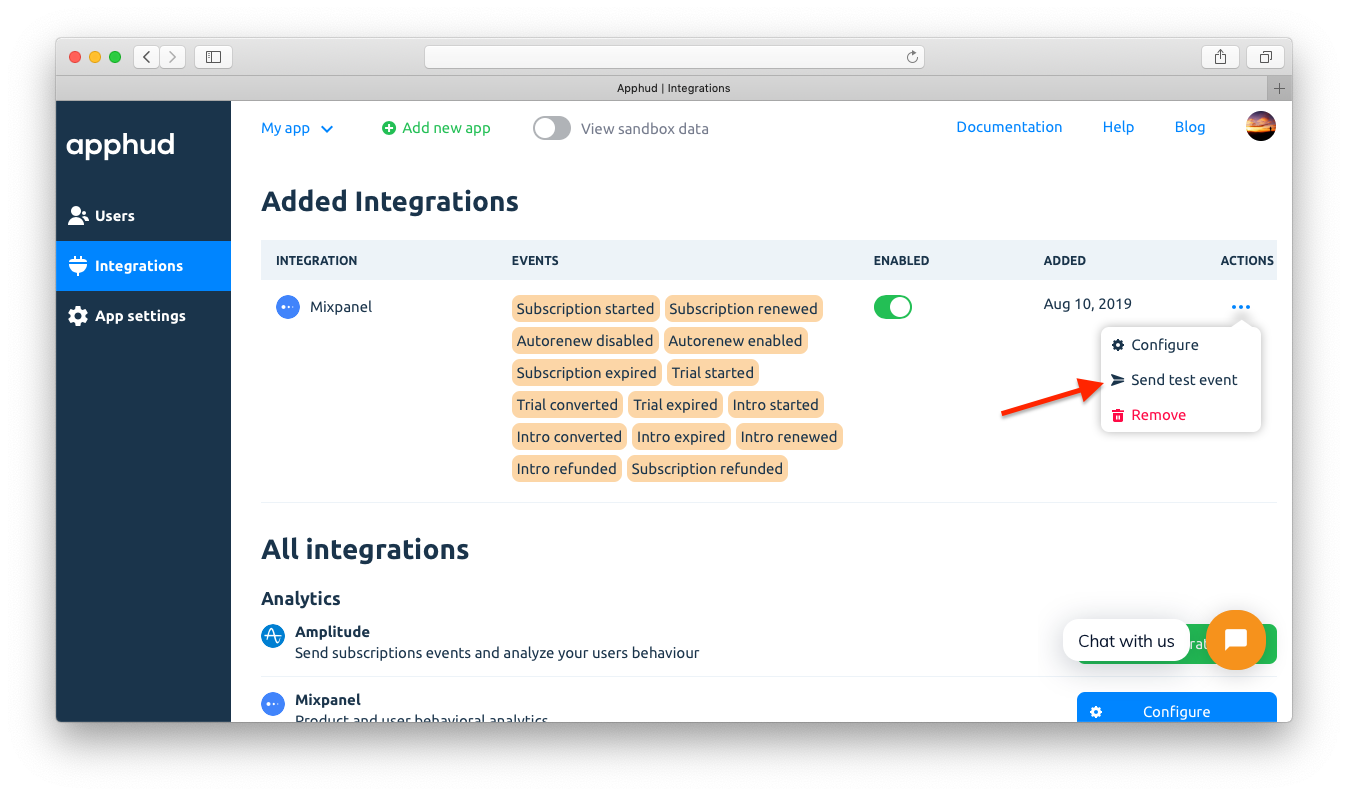 Apphud | Integrations
apphud
My app
Add new app
View sandbox data
Documentation
Help
Blog
Users
Integrations
App settings
Added Integrations
INTEGRATION EVENTS ENABLED ADDED ACTIONS
Mixpanel
Subscription started Subscription renewed
Autorenew disabled Autorenew enabled
Subscription expired Trial started
Trial converted Trial expired Intro started
Intro converted Intro expired Intro renewed
Intro refunded Subscription refunded
Aug 10, 2019
Configure
Send test event
Remove
All integrations
Analytics
Amplitude
Send subscriptions events and analyze your users behaviour
Chat with us
Mixpanel
Product and user behavioral analytics
Configure